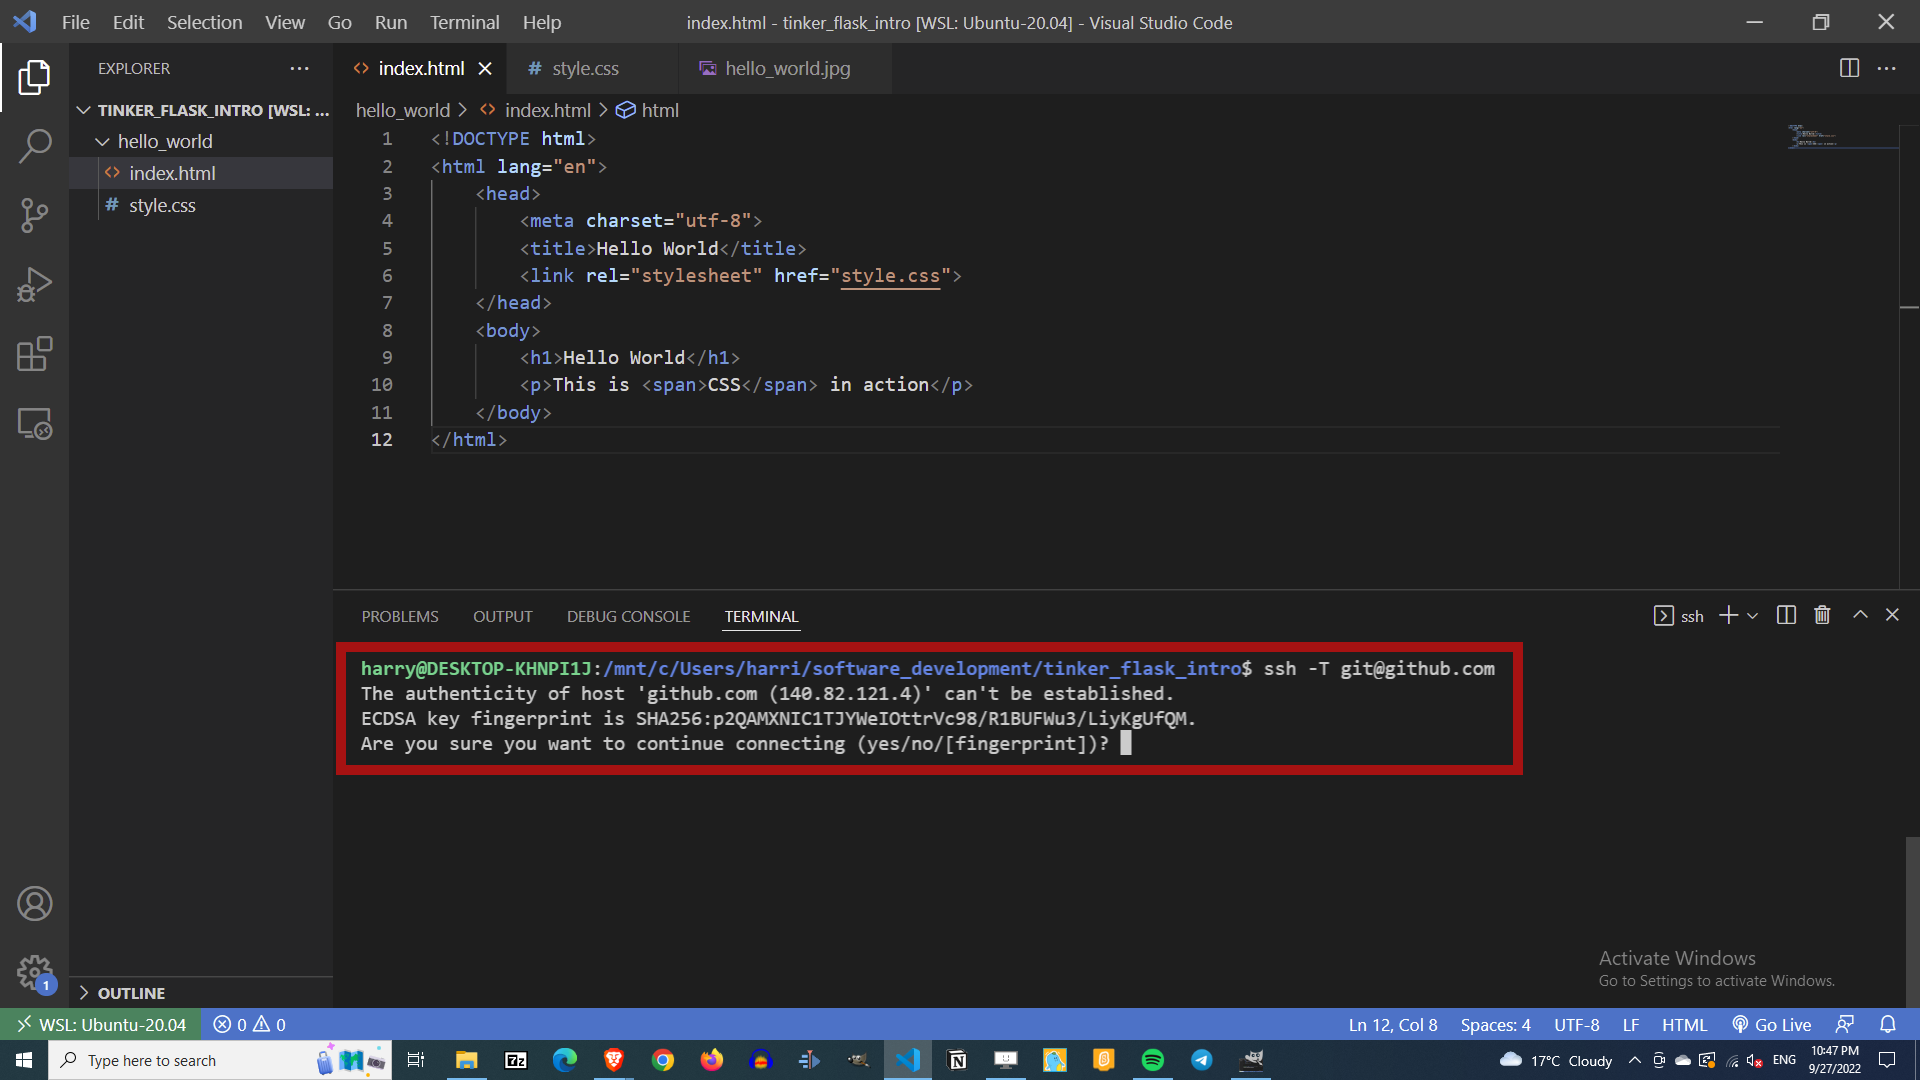 File Edit Selection View Go Run Terminal Help
index.html - tinker_flask_intro [WSL: Ubuntu-20.04] - Visual Studio Code
EXPLORER
TINKER_FLASK_INTRO [WSL: ...
hello_world
index.html
style.css
OUTLINE
index.html
style.css
hello_world.jpg
hello_world > index.html > html
1 <!DOCTYPE html>
2 <html lang="en">
3 <head>
4 <meta charset="utf-8">
5 <title>Hello World</title>
6 <link rel="stylesheet" href="style.css">
7 </head>
8 <body>
9 <h1>Hello World</h1>
10 <p>This is <span>CSS</span> in action</p>
11 </body>
12 </html>
PROBLEMS OUTPUT DEBUG CONSOLE TERMINAL
ssh
harry@DESKTOP-KHNPI1J:/mnt/c/Users/harri/software_development/tinker_flask_intro$ ssh -T git@github.com
The authenticity of host 'github.com (140.82.121.4)' can't be established.
ECDSA key fingerprint is SHA256:p2QAMXNIC1TJYWeIOttrVc98/R1BUFWu3/LiyKgUfQM.
Are you sure you want to continue connecting (yes/no/[fingerprint])?
Activate Windows
Go to Settings to activate Windows.
1
WSL: Ubuntu-20.04 0 0
Ln 12, Col 8 Spaces: 4 UTF-8 LF HTML Go Live
Type here to search
7z
17°C Cloudy
ENG
10:47 PM
9/27/2022